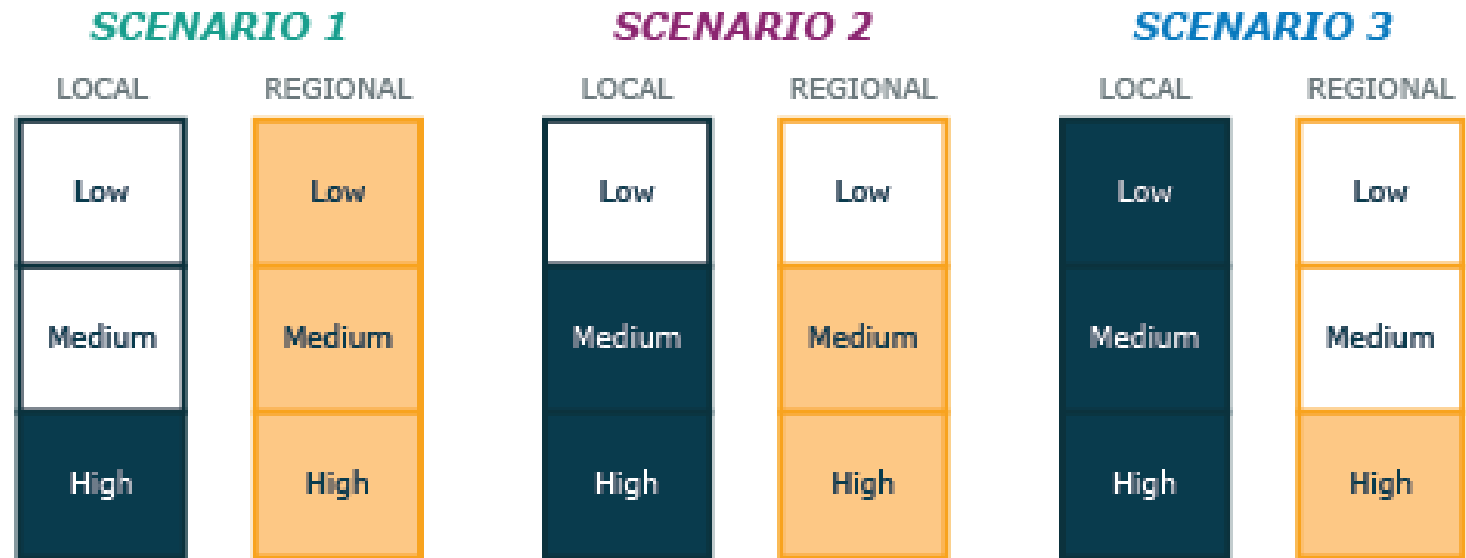 SCENARIO 1 SCENARIO 2 SCENARIO 3
LOCAL REGIONAL LOCAL REGIONAL LOCAL REGIONAL
Low Low Low Low Low Low
Medium Medium Medium Medium Medium Medium
High High High High High High